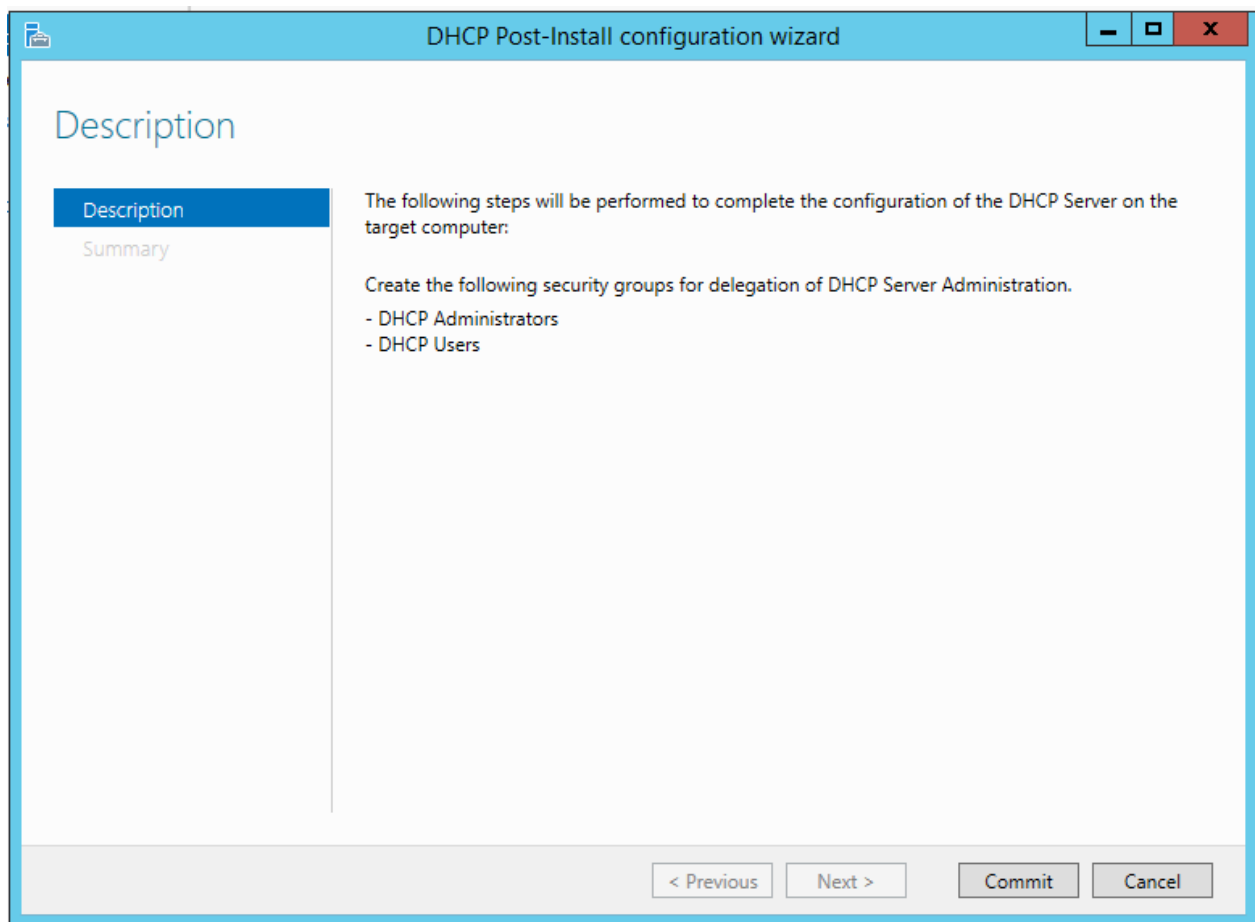 DHCP Post-Install configuration wizard
Description
Description
Summary
The following steps will be performed to complete the configuration of the DHCP Server on the
target computer:
Create the following security groups for delegation of DHCP Server Administration.
- DHCP Administrators
- DHCP Users
< Previous
Next >
Commit
Cancel